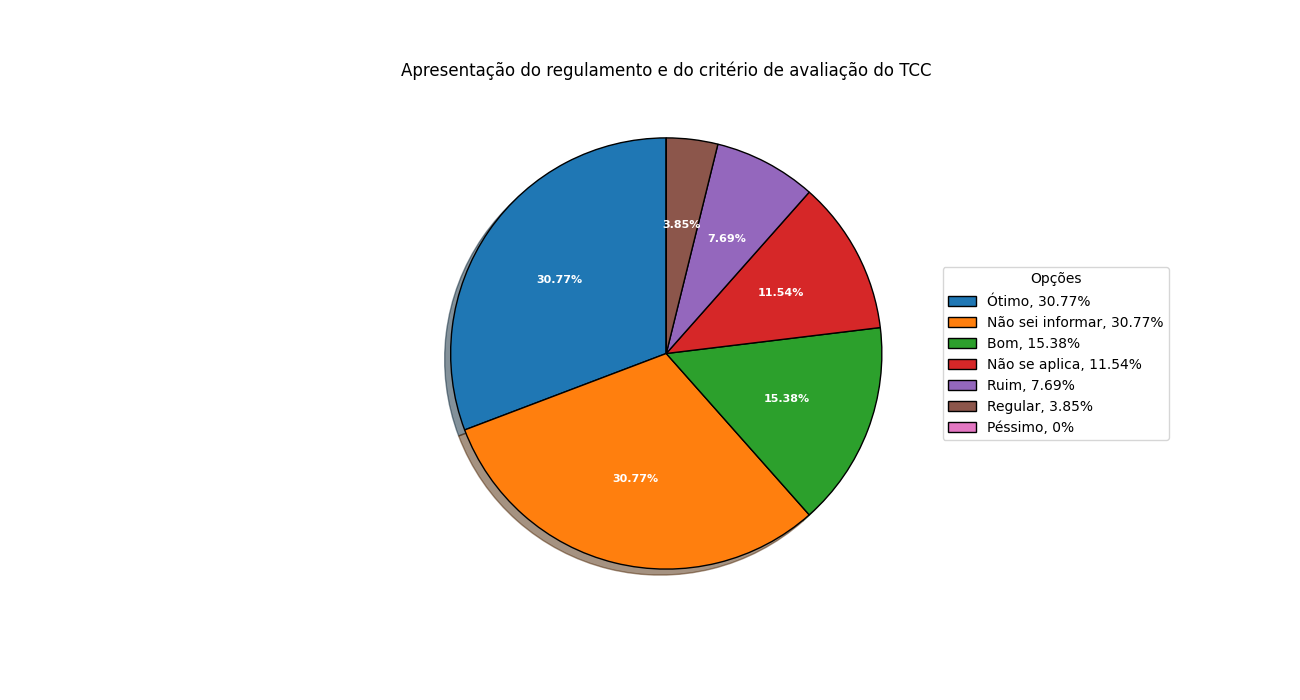 Apresentação do regulamento e do critério de avaliação do TCC
3.85%
7.69%
30.77%
11.54%
15.38%
30.77%
Opções
Ótimo, 30.77%
Não sei informar, 30.77%
Bom, 15.38%
Não se aplica, 11.54%
Ruim, 7.69%
Regular, 3.85%
Péssimo, 0%